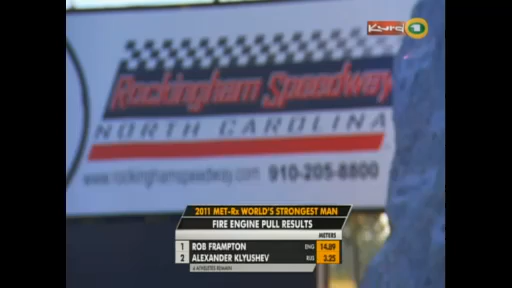 Rockingham Speedway
NORTH CAROLINA
www.rockinghamspeedway.com 910-205-8800
2011 MET-Rx WORLD'S STRONGEST MAN
FIRE ENGINE PULL RESULTS
METERS
1 ROB FRAMPTON ENG 14.89
2 ALEXANDER KLYUSHEV RUS 3.25
ATHLETES REMAIN